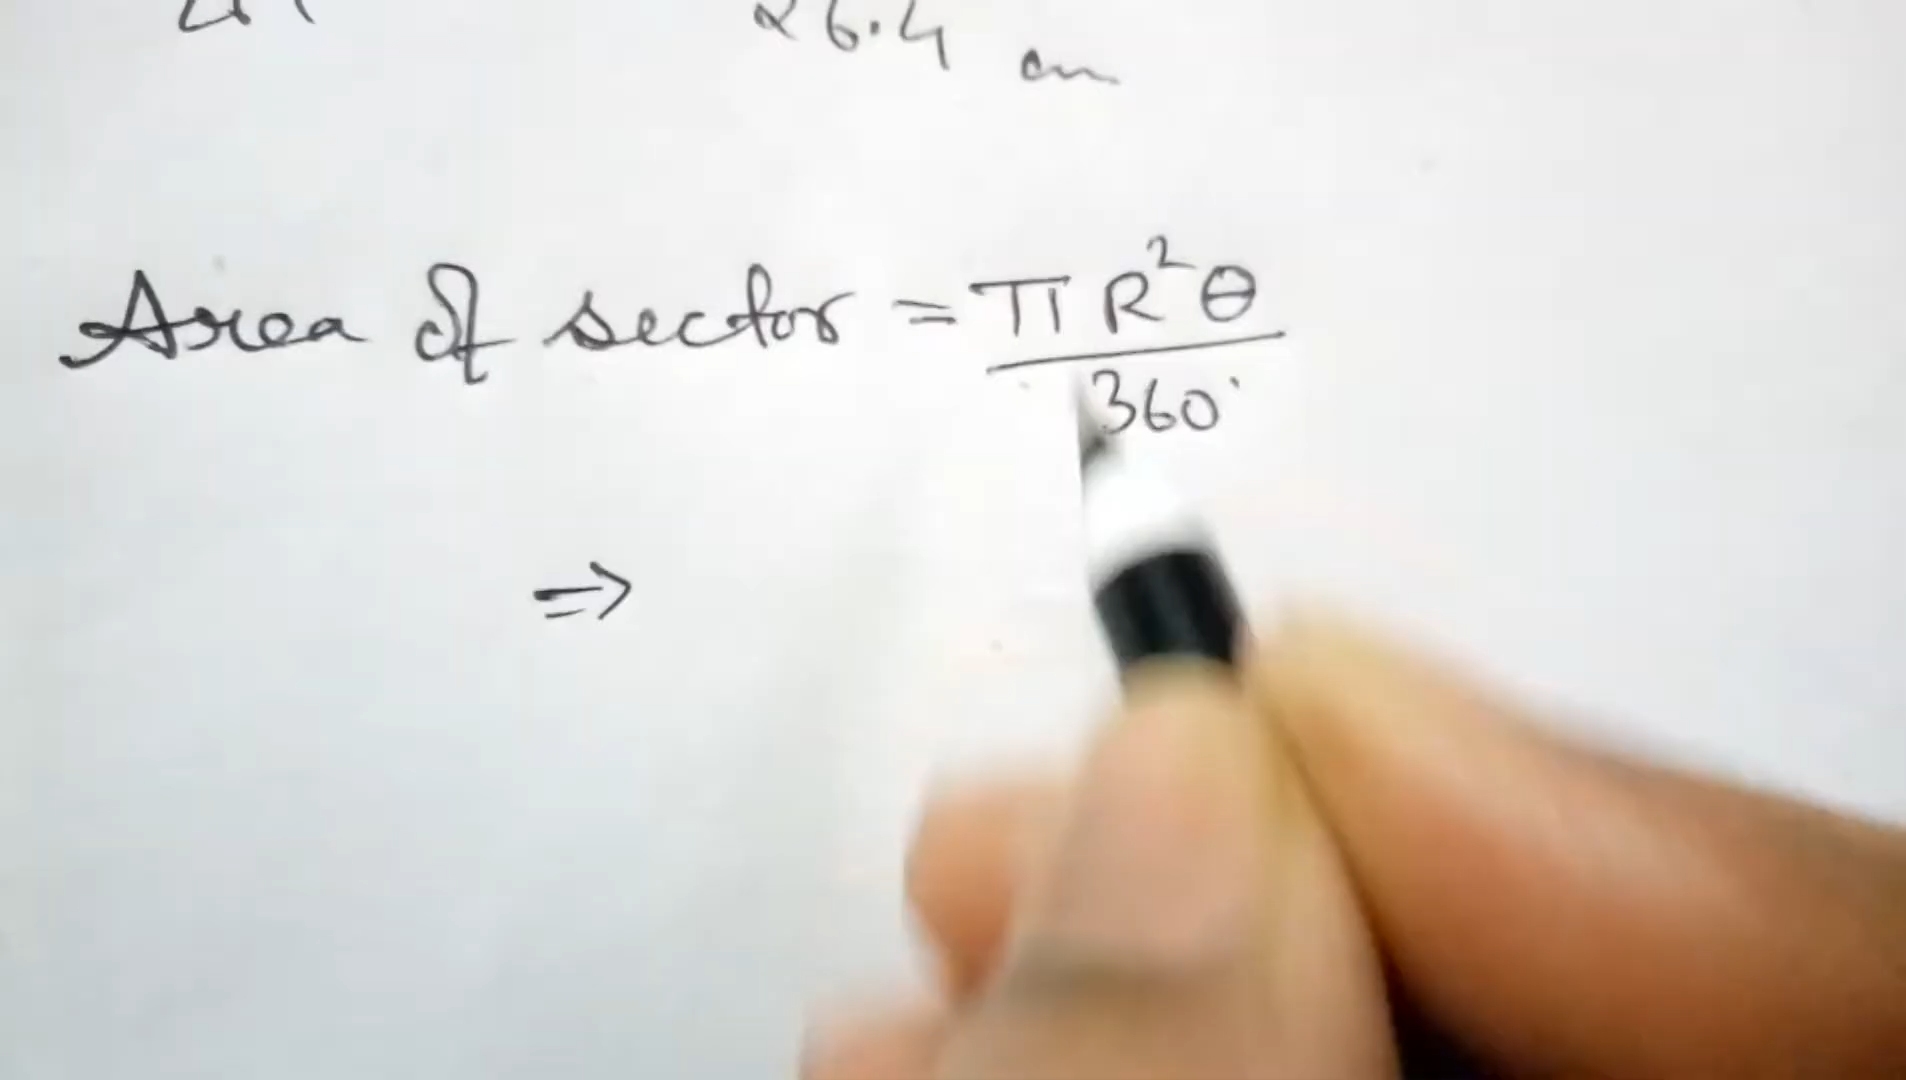 26.4 cm
Area of sector = πR²θ
360°
⇒